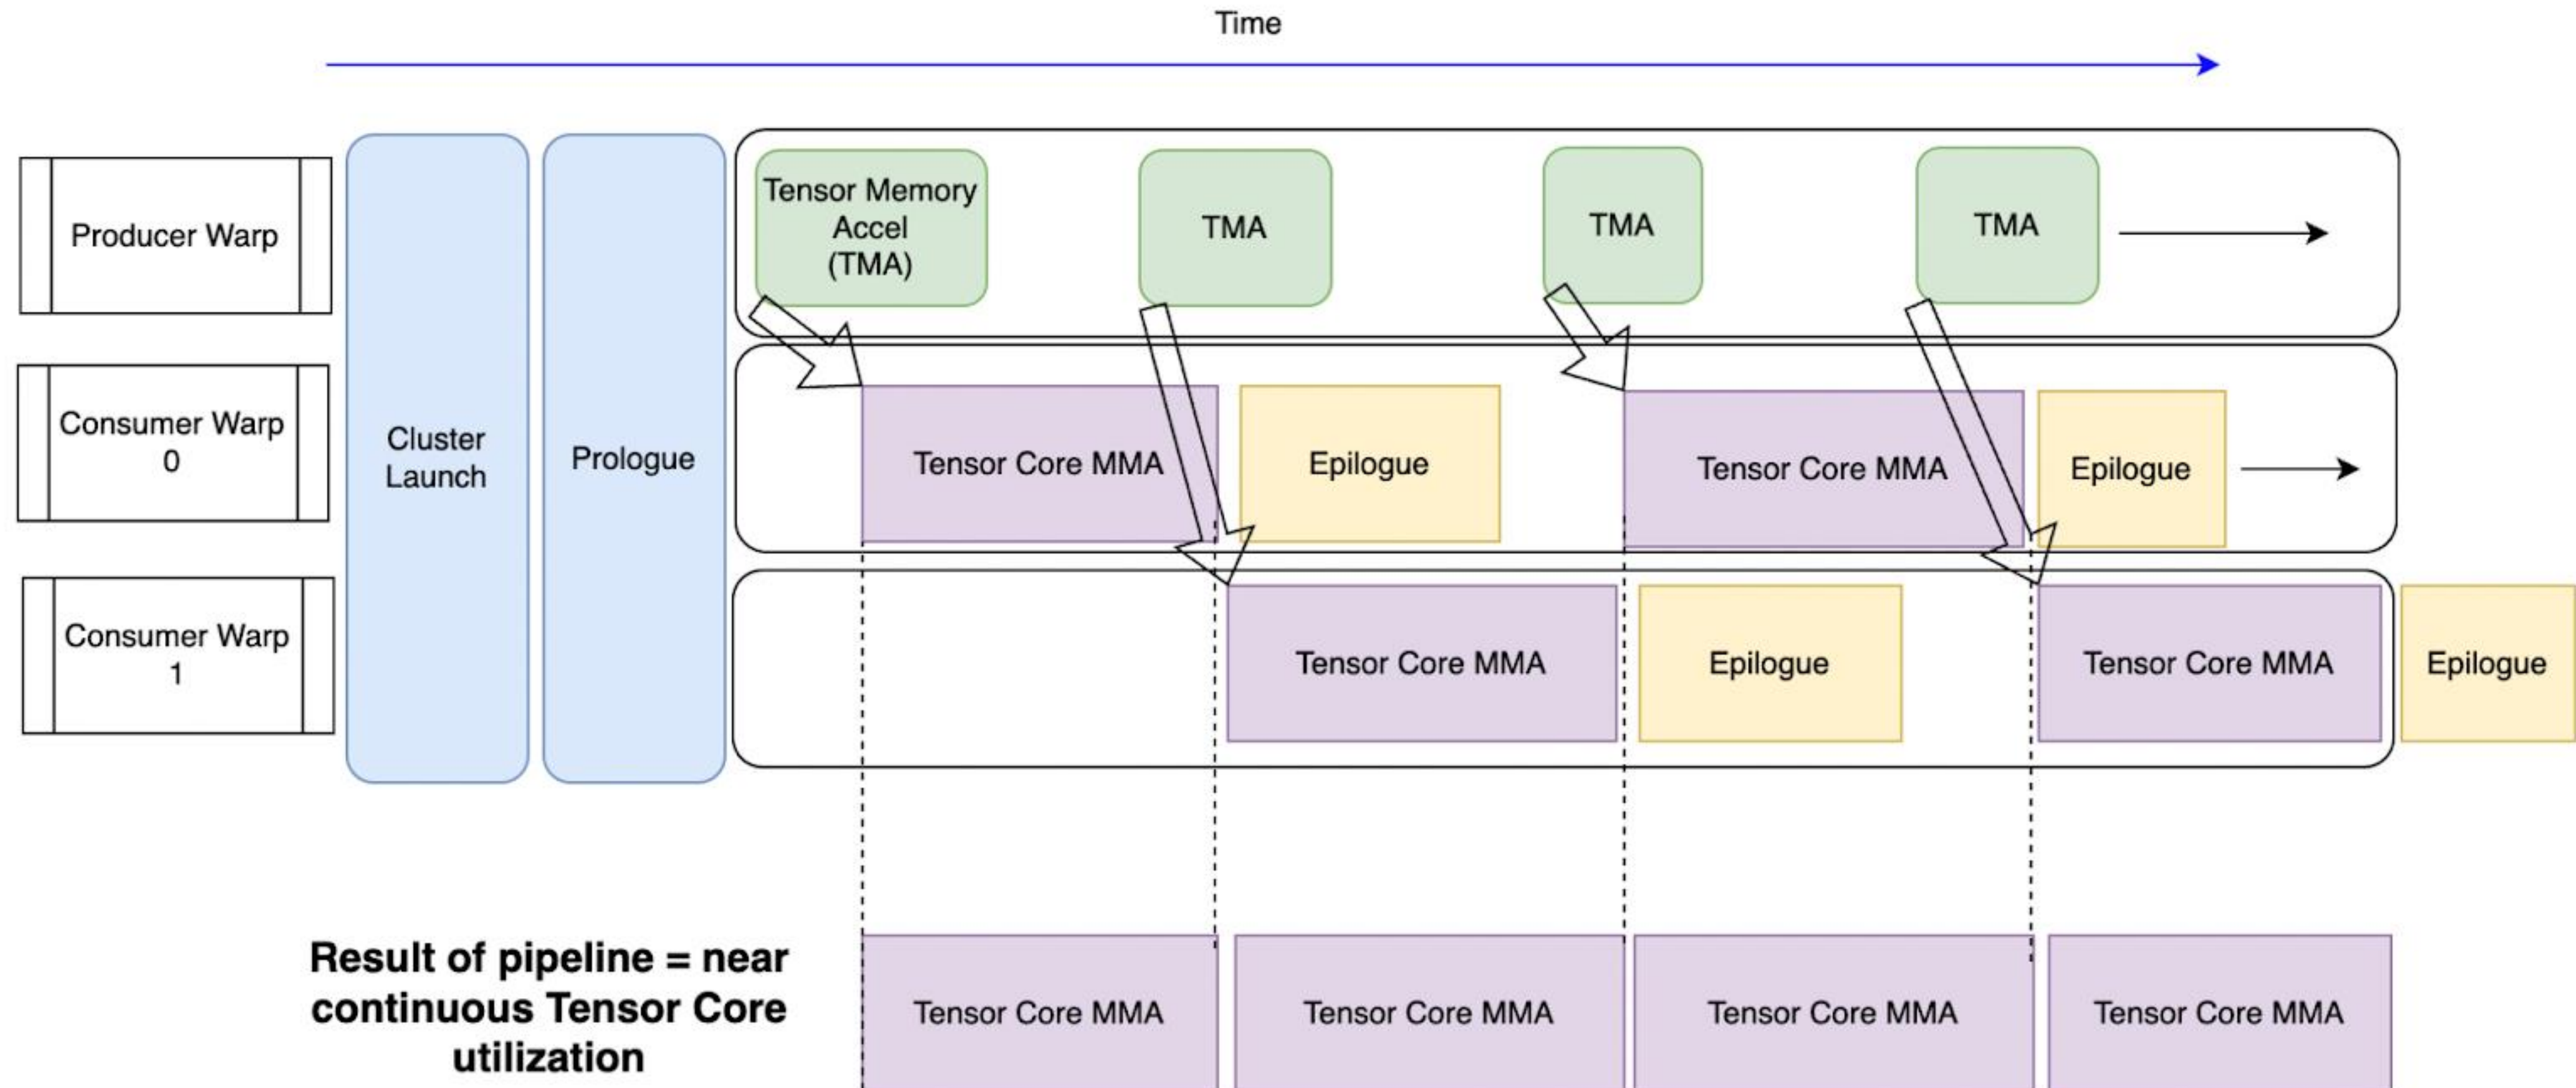 Time
Producer Warp
Tensor Memory
Accel
(TMA)
TMA
TMA
TMA
Consumer Warp
0
Cluster
Launch
Prologue
Tensor Core MMA
Epilogue
Tensor Core MMA
Epilogue
Consumer Warp
1
Tensor Core MMA
Epilogue
Tensor Core MMA
Epilogue
Result of pipeline = near
continuous Tensor Core
utilization
Tensor Core MMA
Tensor Core MMA
Tensor Core MMA
Tensor Core MMA